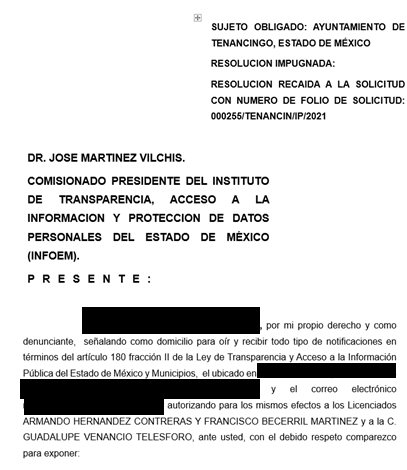 SUJETO OBLIGADO: AYUNTAMIENTO DE
TENANCINGO, ESTADO DE MÉXICO
RESOLUCION IMPUGNADA:
RESOLUCION RECAIDA A LA SOLICITUD
CON NUMERO DE FOLIO DE SOLICITUD:
000255/TENANCIN/IP/2021
DR. JOSE MARTINEZ VILCHIS.
COMISIONADO PRESIDENTE DEL INSTITUTO
DE TRANSPARENCIA, ACCESO A LA
INFORMACION Y PROTECCION DE DATOS
PERSONALES DEL ESTADO DE MÉXICO
(INFOEM).
P R E S E N T E :
, por mi propio derecho y como
denunciante, señalando como domicilio para oír y recibir todo tipo de notificaciones en
términos del artículo 180 fracción II de la Ley de Transparencia y Acceso a la Información
Pública del Estado de México y Municipios, el ubicado en
y el correo electrónico
autorizando para los mismos efectos a los Licenciados
ARMANDO HERNANDEZ CONTRERAS Y FRANCISCO BECERRIL MARTINEZ y a la C.
GUADALUPE VENANCIO TELESFORO, ante usted, con el debido respeto comparezco
para exponer: